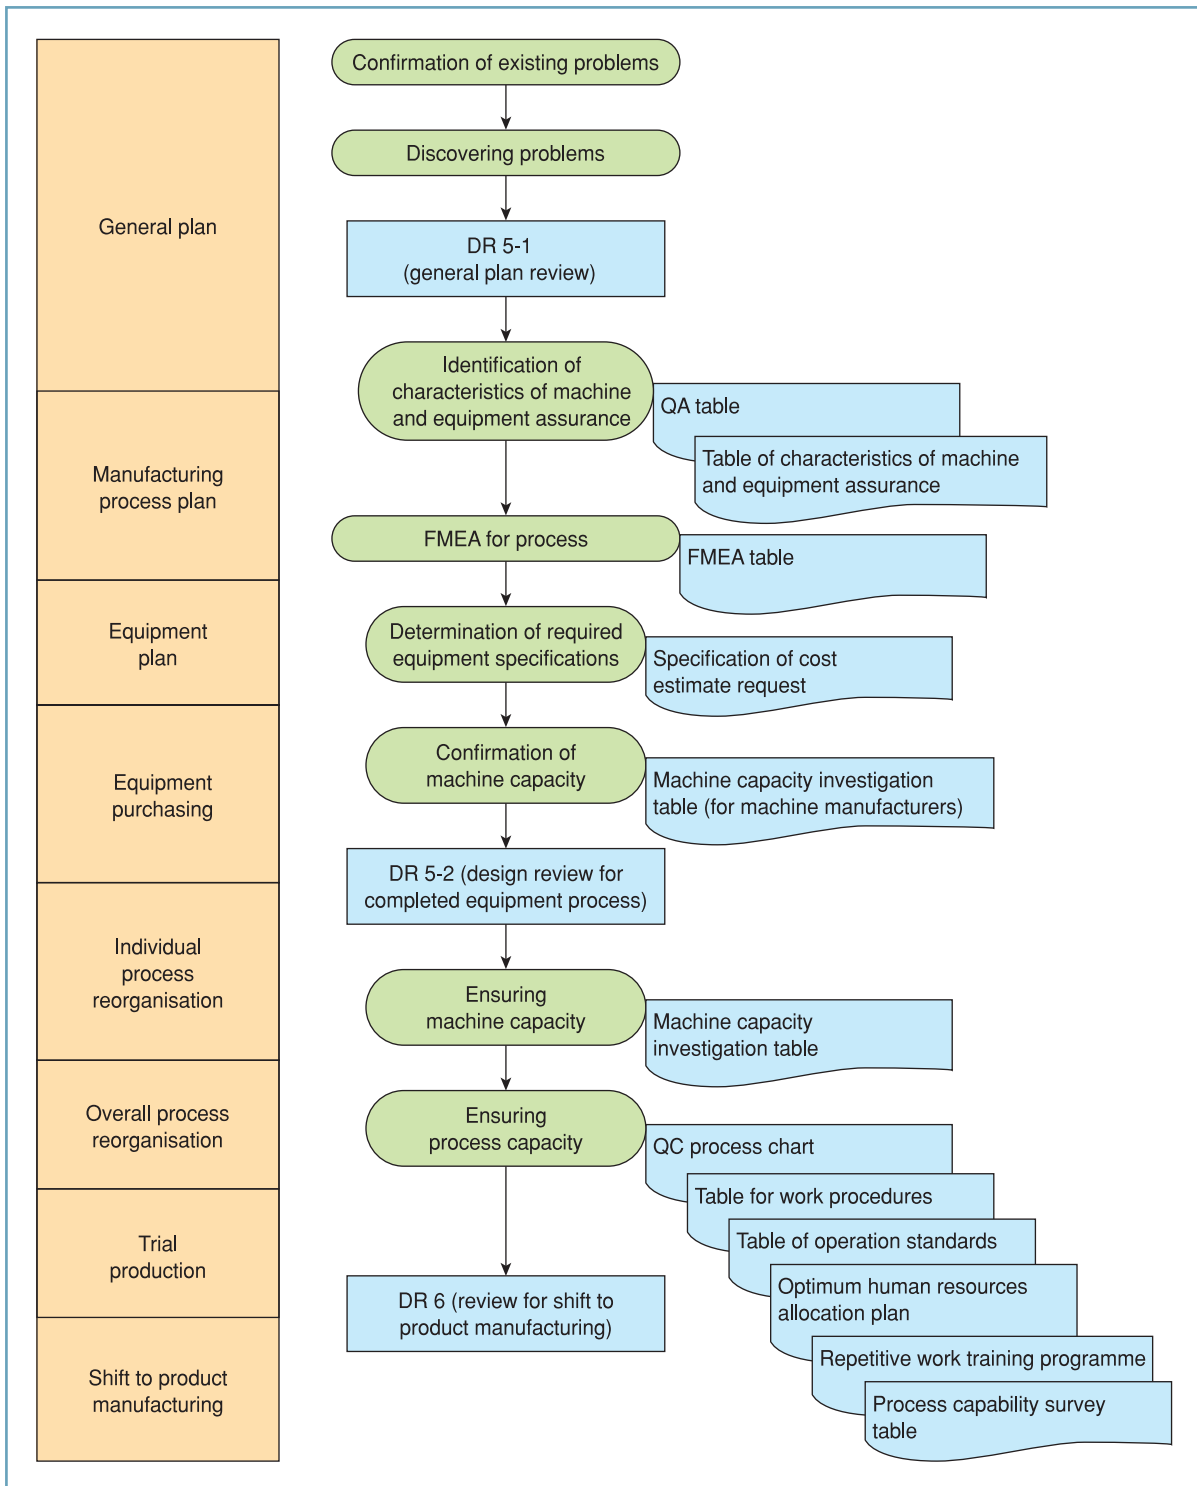 General plan
Manufacturing
process plan
Equipment
plan
Equipment
purchasing
Individual
process
reorganisation
Overall process
reorganisation
Trial
production
Shift to product
manufacturing
Confirmation of existing problems
Discovering problems
DR 5-1
(general plan review)
Identification of
characteristics of machine
and equipment assurance
QA table
Table of characteristics of machine
and equipment assurance
FMEA for process
FMEA table
Determination of required
equipment specifications
Specification of cost
estimate request
Confirmation of
machine capacity
Machine capacity investigation
table (for machine manufacturers)
DR 5-2 (design review for
completed equipment process)
Ensuring
machine capacity
Machine capacity
investigation table
Ensuring
process capacity
QC process chart
Table for work procedures
Table of operation standards
Optimum human resources
allocation plan
Repetitive work training programme
Process capability survey
table
DR 6 (review for shift to
product manufacturing)